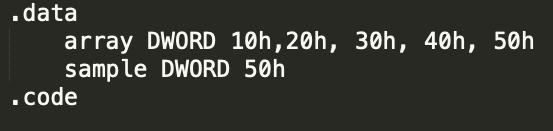 .data
array DWORD 10h,20h, 30h, 40h, 50h
sample DWORD 50h
.code